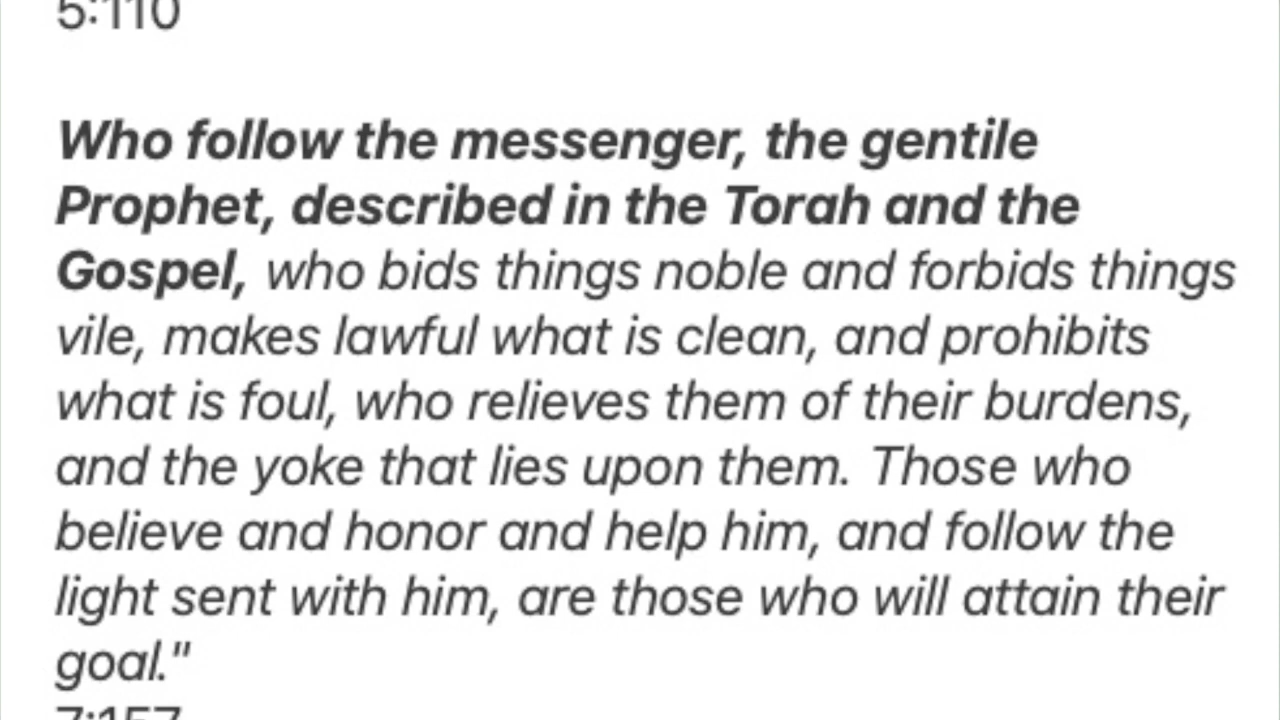 5:110
Who follow the messenger, the gentile
Prophet, described in the Torah and the
Gospel, who bids things noble and forbids things
vile, makes lawful what is clean, and prohibits
what is foul, who relieves them of their burdens,
and the yoke that lies upon them. Those who
believe and honor and help him, and follow the
light sent with him, are those who will attain their
goal."
7:157